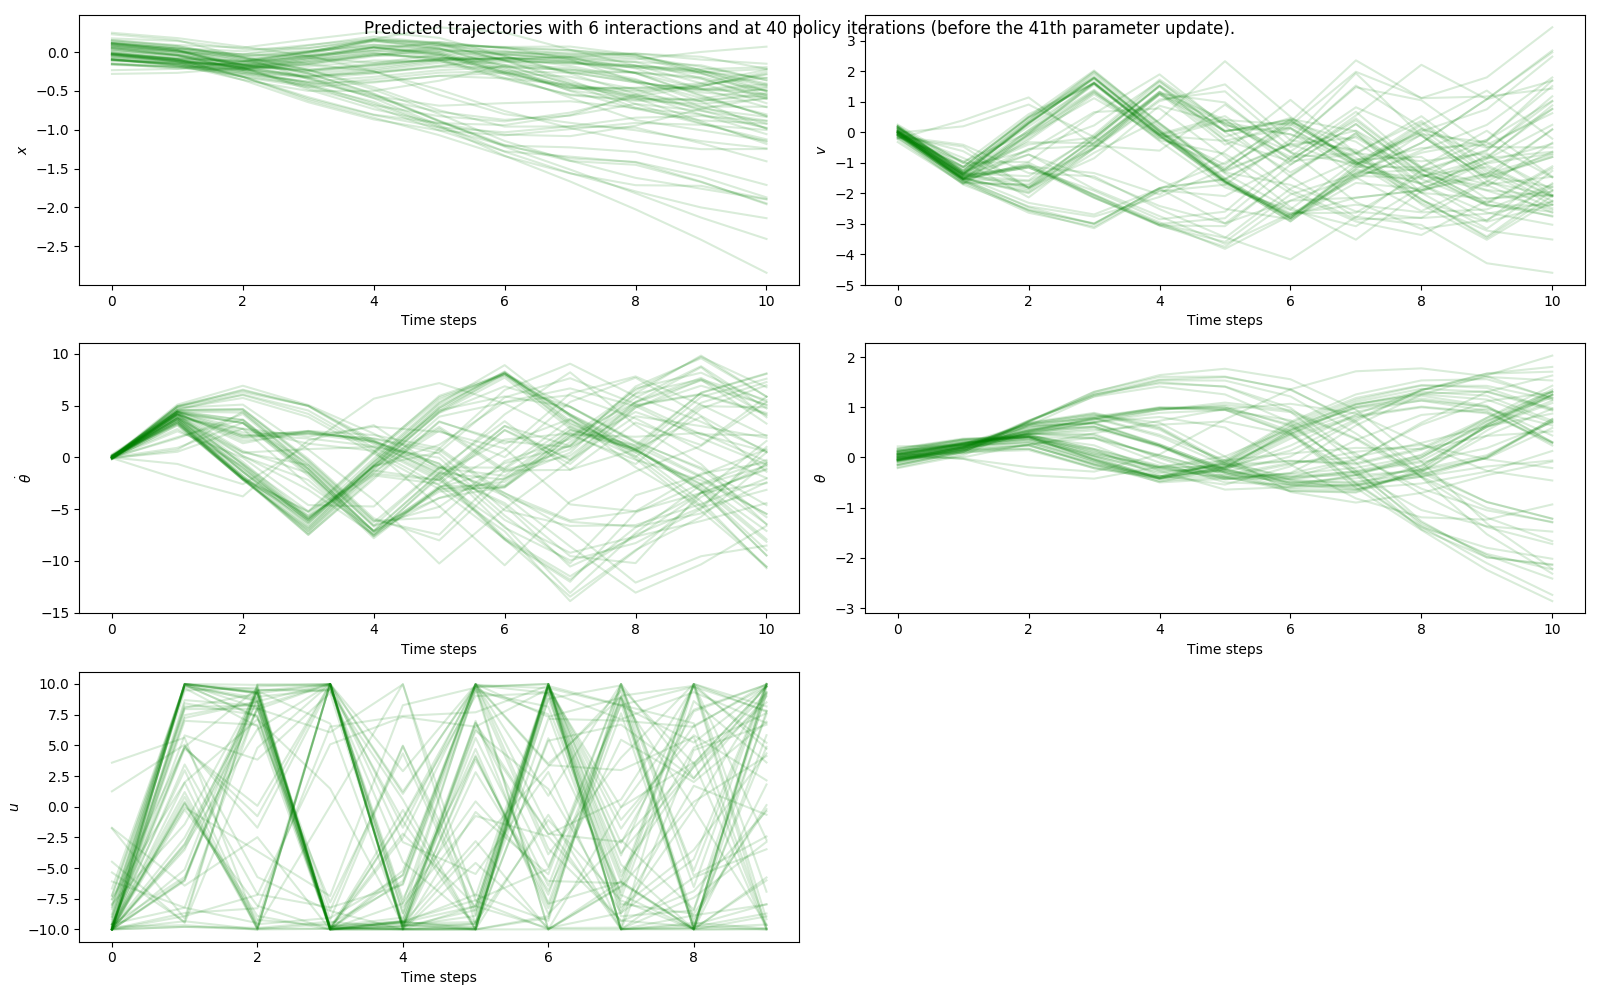 Predicted trajectories with 6 interactions and at 40 policy iterations (before the 41th parameter update).
0.0
−0.5
−1.0
−1.5
−2.0
−2.5
x
0 2 4 6 8 10
Time steps
3
2
1
0
−1
−2
−3
−4
−5
v
0 2 4 6 8 10
Time steps
10
5
0
−5
−10
−15
θ̇
0 2 4 6 8 10
Time steps
2
1
0
−1
−2
−3
θ
0 2 4 6 8 10
Time steps
10.0
7.5
5.0
2.5
0.0
−2.5
−5.0
−7.5
−10.0
u
0 2 4 6 8
Time steps